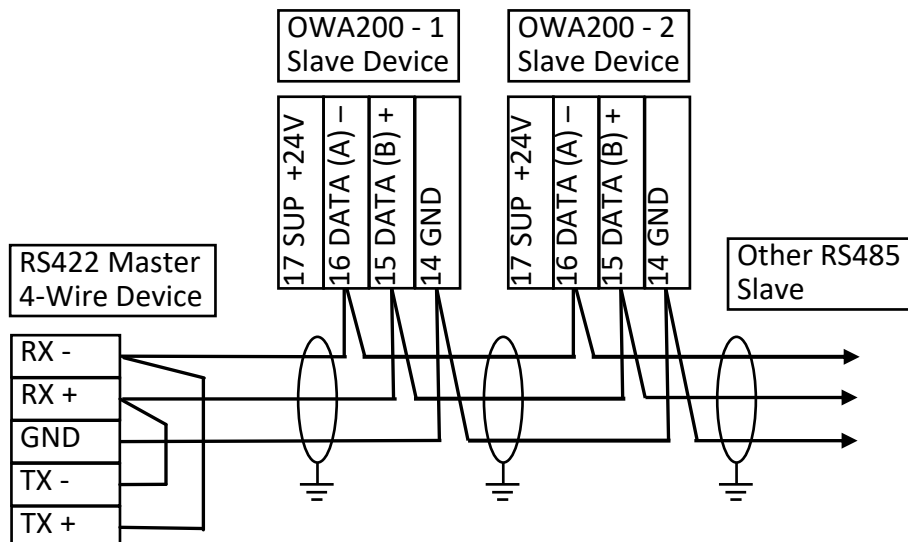 OWA200 - 1
Slave Device
OWA200 - 2
Slave Device
17 SUP +24V
16 DATA (A) −
15 DATA (B) +
14 GND
17 SUP +24V
16 DATA (A) −
15 DATA (B) +
14 GND
RS422 Master
4-Wire Device
Other RS485
Slave
RX -
RX +
GND
TX -
TX +